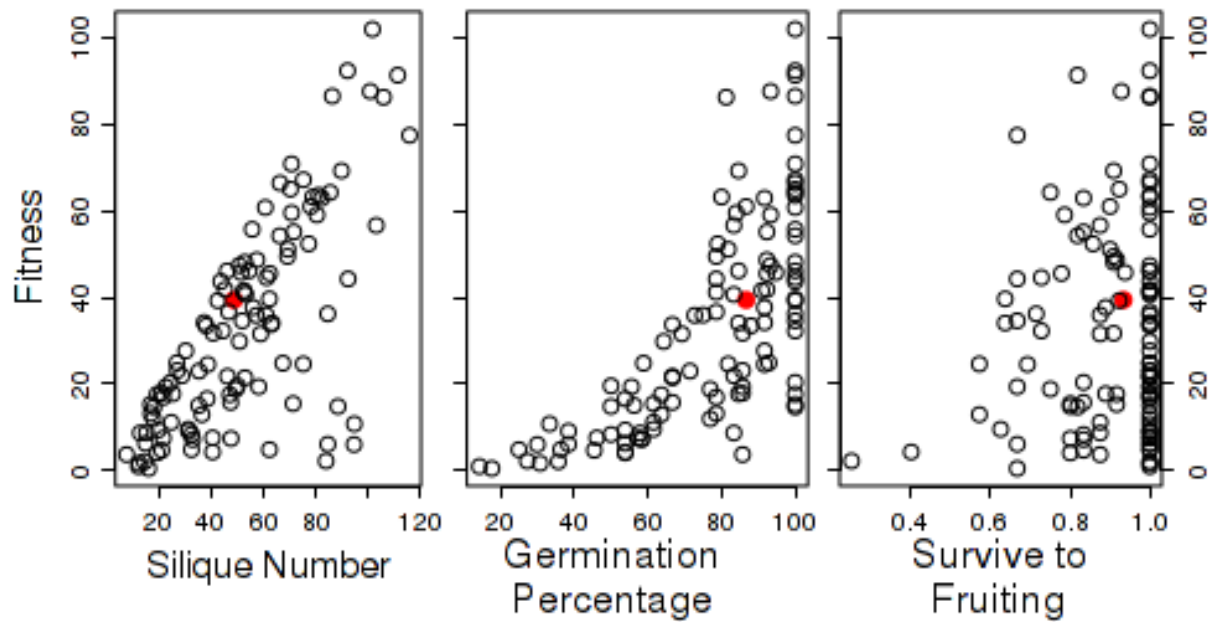 Fitness
0 20 40 60 80 100
20 40 60 80 120
Silique Number
20 40 60 80 100
Germination
Percentage
0.4 0.6 0.8 1.0
Survive to
Fruiting
0 20 40 60 80 100